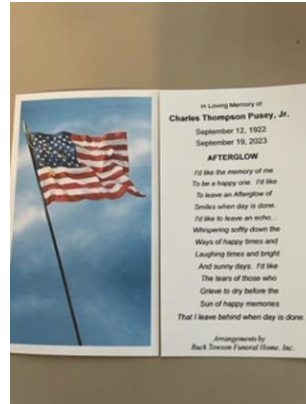 In Loving Memory of
Charles Thompson Pusey, Jr.
September 12, 1922
September 19, 2023
AFTERGLOW
I'd like the memory of me
To be a happy one. I'd like
To leave an Afterglow of
Smiles when day is done.
I'd like to leave an echo...
Whispering softly down the
Ways of happy times and
Laughing times and bright
And sunny days. I'd like
The tears of those who
Grieve to dry before the
Sun of happy memories
That I leave behind when day is done
Arrangements by
Ruck Towson Funeral Home, Inc.